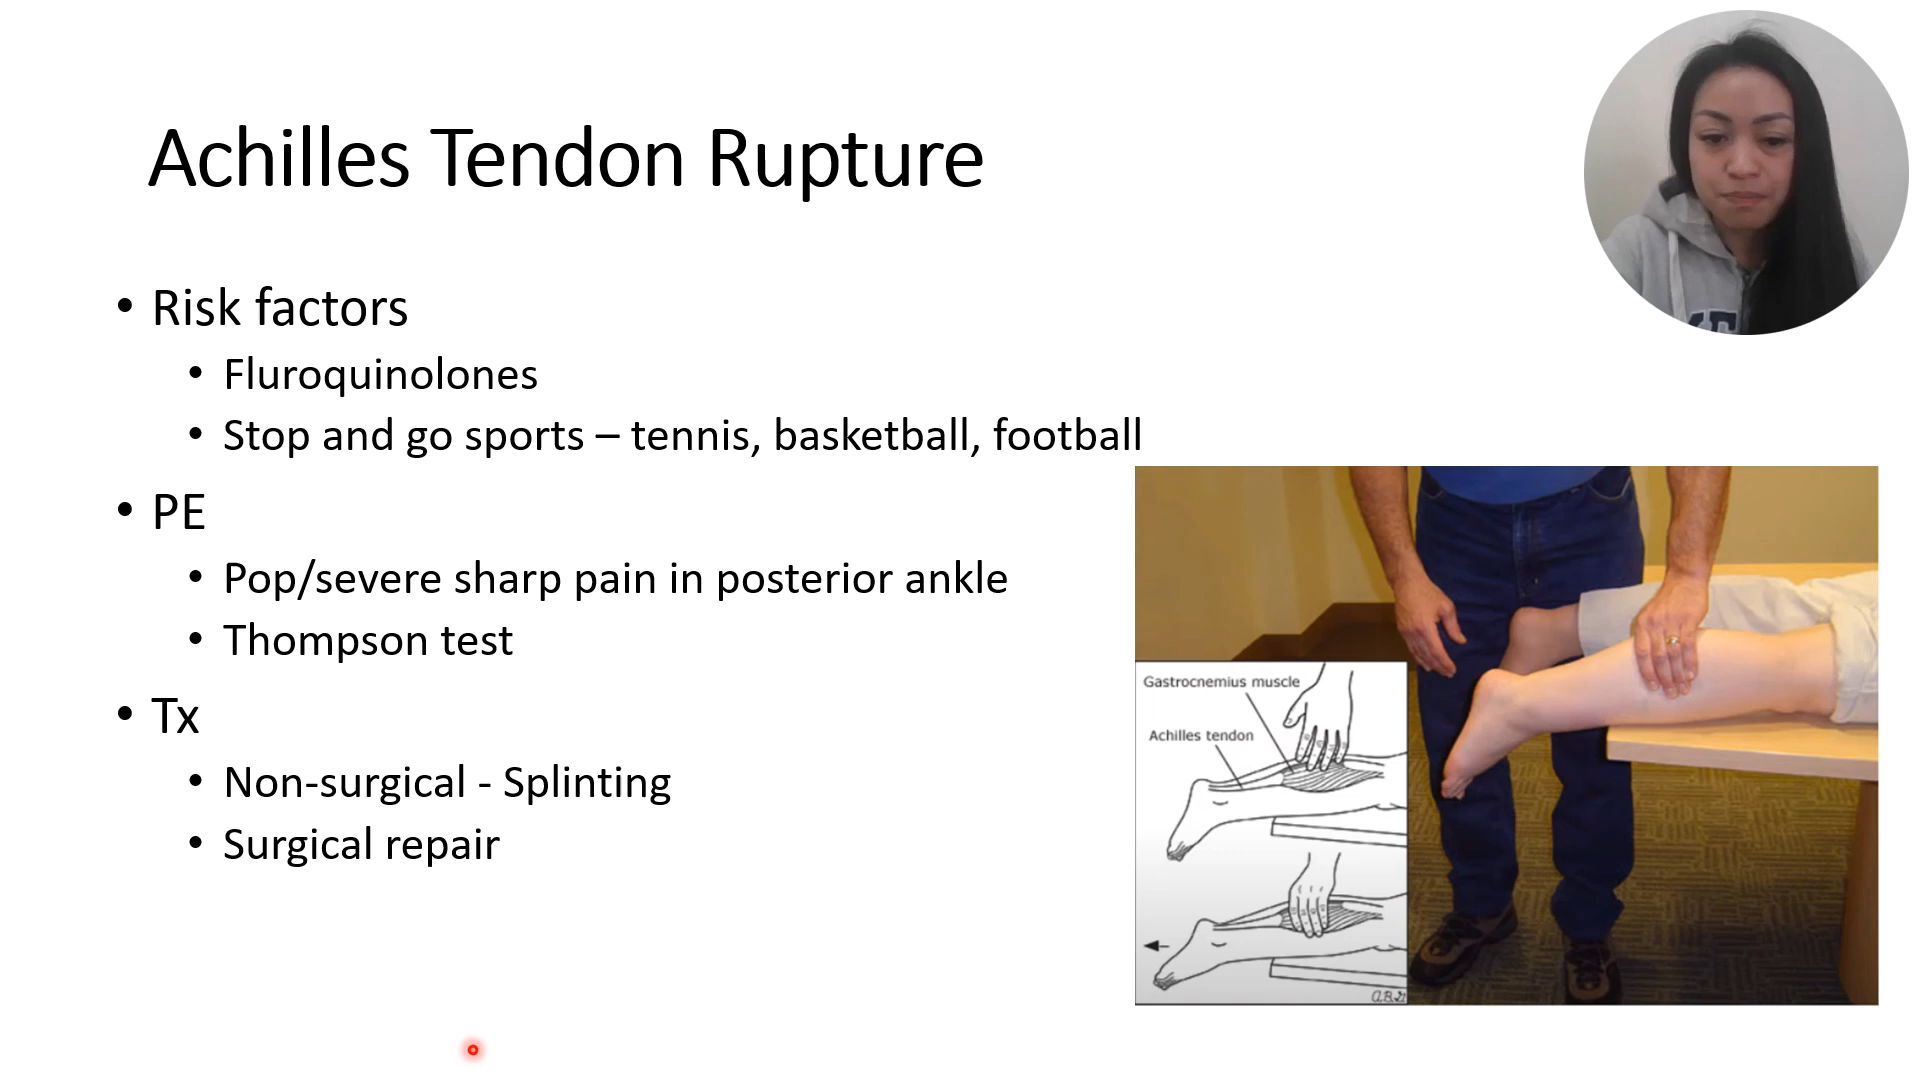 Achilles Tendon Rupture
• Risk factors
• Fluroquinolones
• Stop and go sports – tennis, basketball, football
• PE
• Pop/severe sharp pain in posterior ankle
• Thompson test
• Tx
• Non-surgical - Splinting
• Surgical repair
Gastrocnemius muscle
Achilles tendon